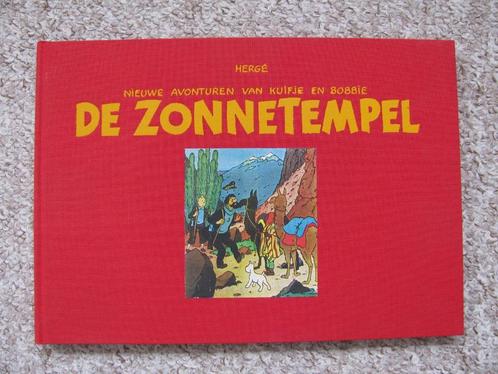 HERGÉ
NIEUWE AVONTUREN VAN KUIFJE EN BOBBIE
DE ZONNETEMPEL